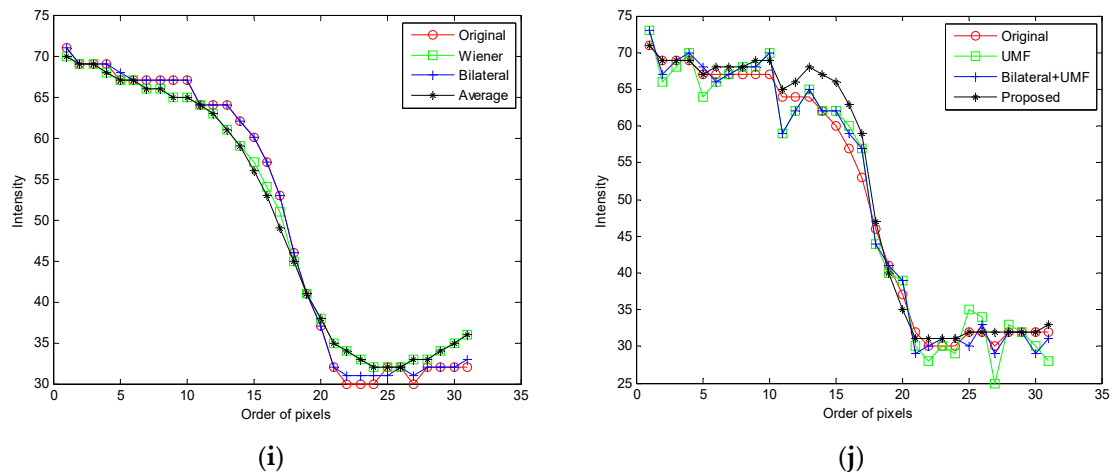 75
70
65
60
55
50
45
40
35
30
0
5
10
15
20
25
30
35
Intensity
Order of pixels
Original
Wiener
Bilateral
Average
(i)
75
70
65
60
55
50
45
40
35
30
25
0
5
10
15
20
25
30
35
Intensity
Order of pixels
Original
UMF
Bilateral+UMF
Proposed
(j)